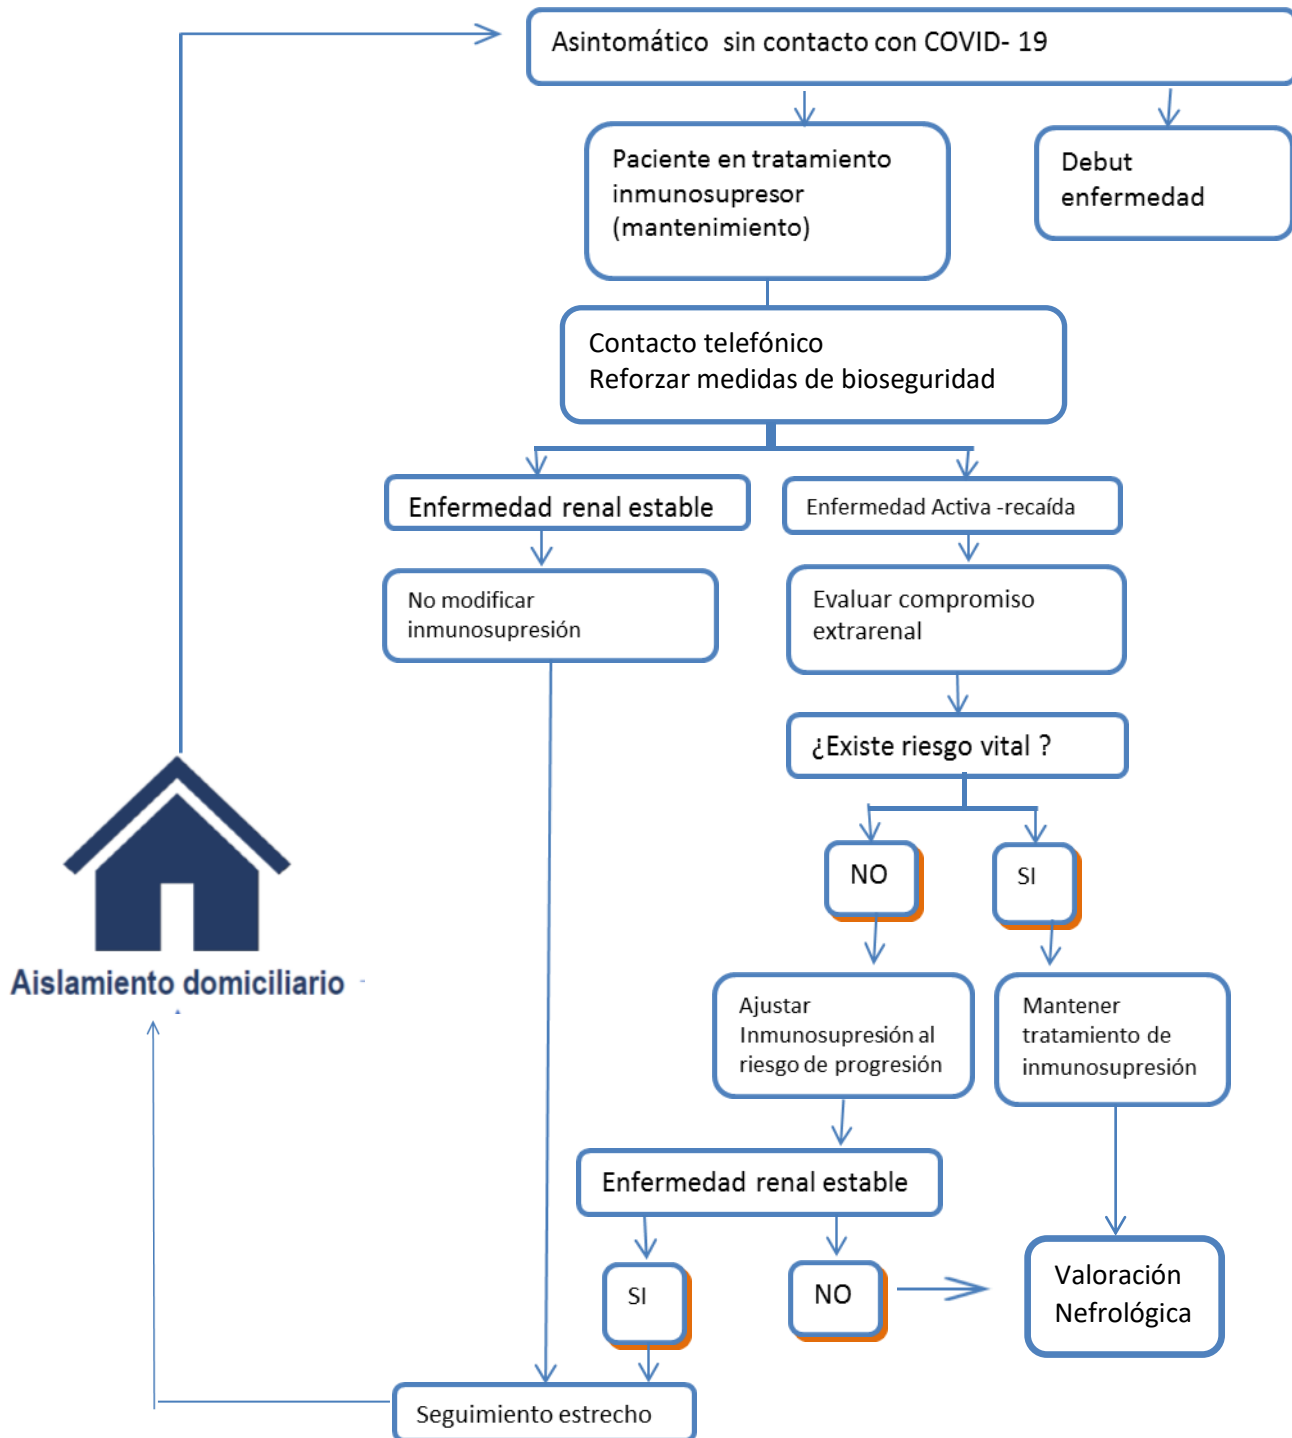 Asintomático sin contacto con COVID- 19
Paciente en tratamiento
inmunosupresor
(mantenimiento)
Debut
enfermedad
Contacto telefónico
Reforzar medidas de bioseguridad
Enfermedad renal estable
Enfermedad Activa -recaída
No modificar
inmunosupresión
Evaluar compromiso
extrarenal
¿Existe riesgo vital ?
NO
SI
Aislamiento domiciliario
Ajustar
Inmunosupresión al
riesgo de progresión
Mantener
tratamiento de
inmunosupresión
Enfermedad renal estable
SI
NO
Valoración
Nefrológica
Seguimiento estrecho